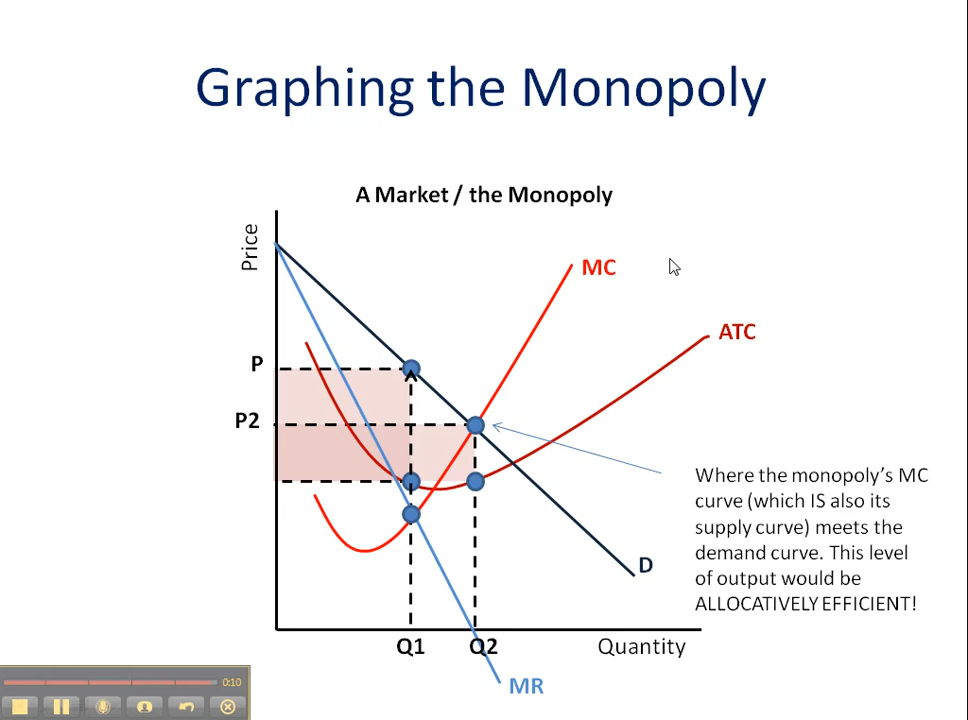 Graphing the Monopoly
A Market / the Monopoly
Price
MC
ATC
P
P2
Where the monopoly's MC
curve (which IS also its
supply curve) meets the
demand curve. This level
of output would be
ALLOCATIVELY EFFICIENT!
D
Q1
Q2
Quantity
MR
0:10